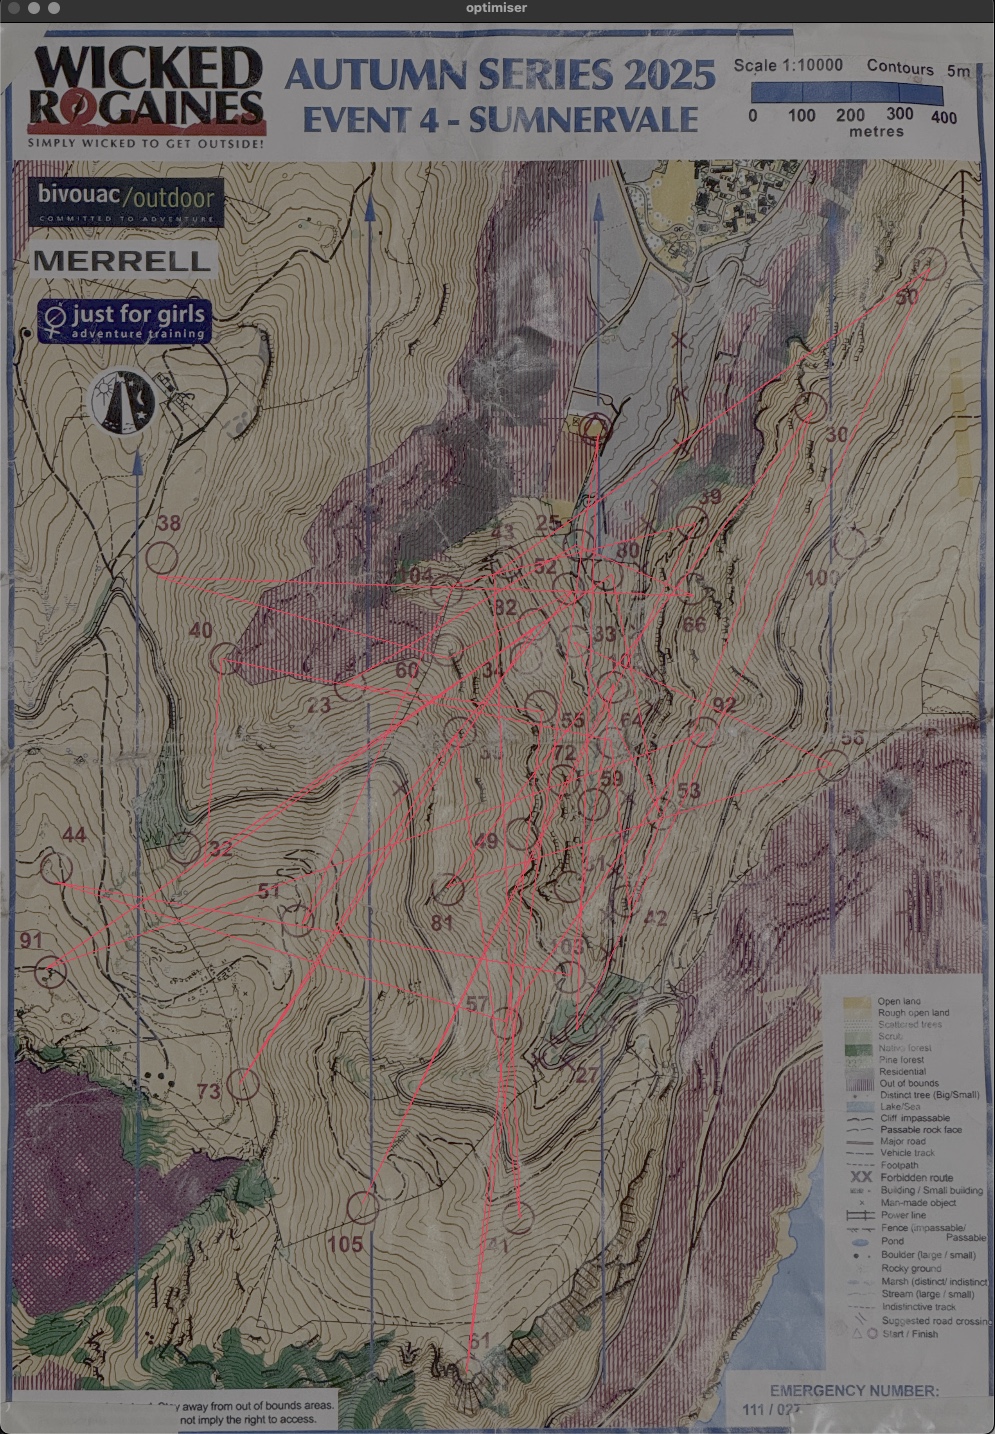 optimiser
WICKED
ROGAINES
SIMPLY WICKED TO GET OUTSIDE!
AUTUMN SERIES 2025
EVENT 4 - SUMNERVALE
Scale 1:10000 Contours 5m
0 100 200 300 400
metres
bivouac/outdoor
COMMITTED TO ADVENTURE
MERRELL
just for girls
adventure training
50
30
38
39
43
25
80
52
104
100
32
66
40
33
60
34
23
92
55
64
56
35
72
59
53
44
49
32
51
81
42
91
103
57
73
27
105
41
61
Open land
Rough open land
Scattered trees
Scrub
Native forest
Pine forest
Residential
Out of bounds
Distinct tree (Big/Small)
Lake/Sea
Cliff impassable
Passable rock face
Major road
Vehicle track
Footpath
XX Forbidden route
Building / Small building
Man-made object
Power line
Fence (impassable/
Passable
Pond
Boulder (large / small)
Rocky ground
Marsh (distinct/ indistinct
Stream (large / small)
Indistinctive track
Suggested road crossin
Start / Finish
Stay away from out of bounds areas.
not imply the right to access.
EMERGENCY NUMBER:
111 / 027